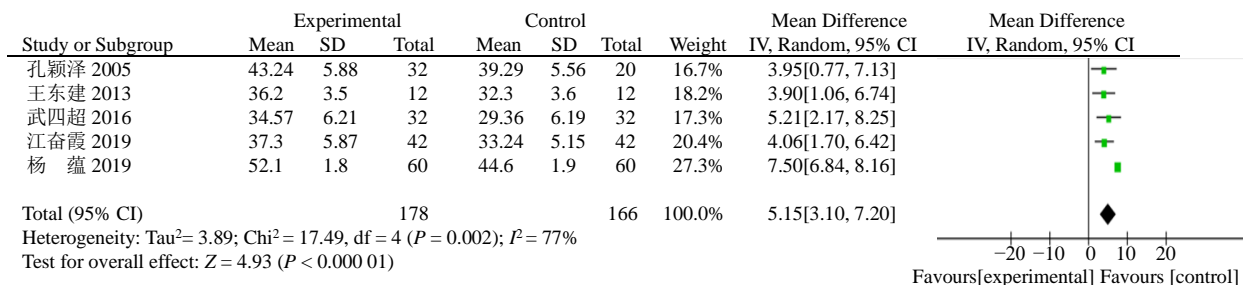 Experimental Control Mean Difference Mean Difference
Study or Subgroup Mean SD Total Mean SD Total Weight IV, Random, 95% CI IV, Random, 95% CI
孔颖泽 2005 43.24 5.88 32 39.29 5.56 20 16.7% 3.95[0.77, 7.13]
王东建 2013 36.2 3.5 12 32.3 3.6 12 18.2% 3.90[1.06, 6.74]
武四超 2016 34.57 6.21 32 29.36 6.19 32 17.3% 5.21[2.17, 8.25]
江奋霞 2019 37.3 5.87 42 33.24 5.15 42 20.4% 4.06[1.70, 6.42]
杨 蕴 2019 52.1 1.8 60 44.6 1.9 60 27.3% 7.50[6.84, 8.16]
Total (95% CI) 178 166 100.0% 5.15[3.10, 7.20]
Heterogeneity: Tau²= 3.89; Chi² = 17.49, df = 4 (P = 0.002); I² = 77%
Test for overall effect: Z = 4.93 (P < 0.000 01)
−20 −10 0 10 20
Favours[experimental] Favours [control]